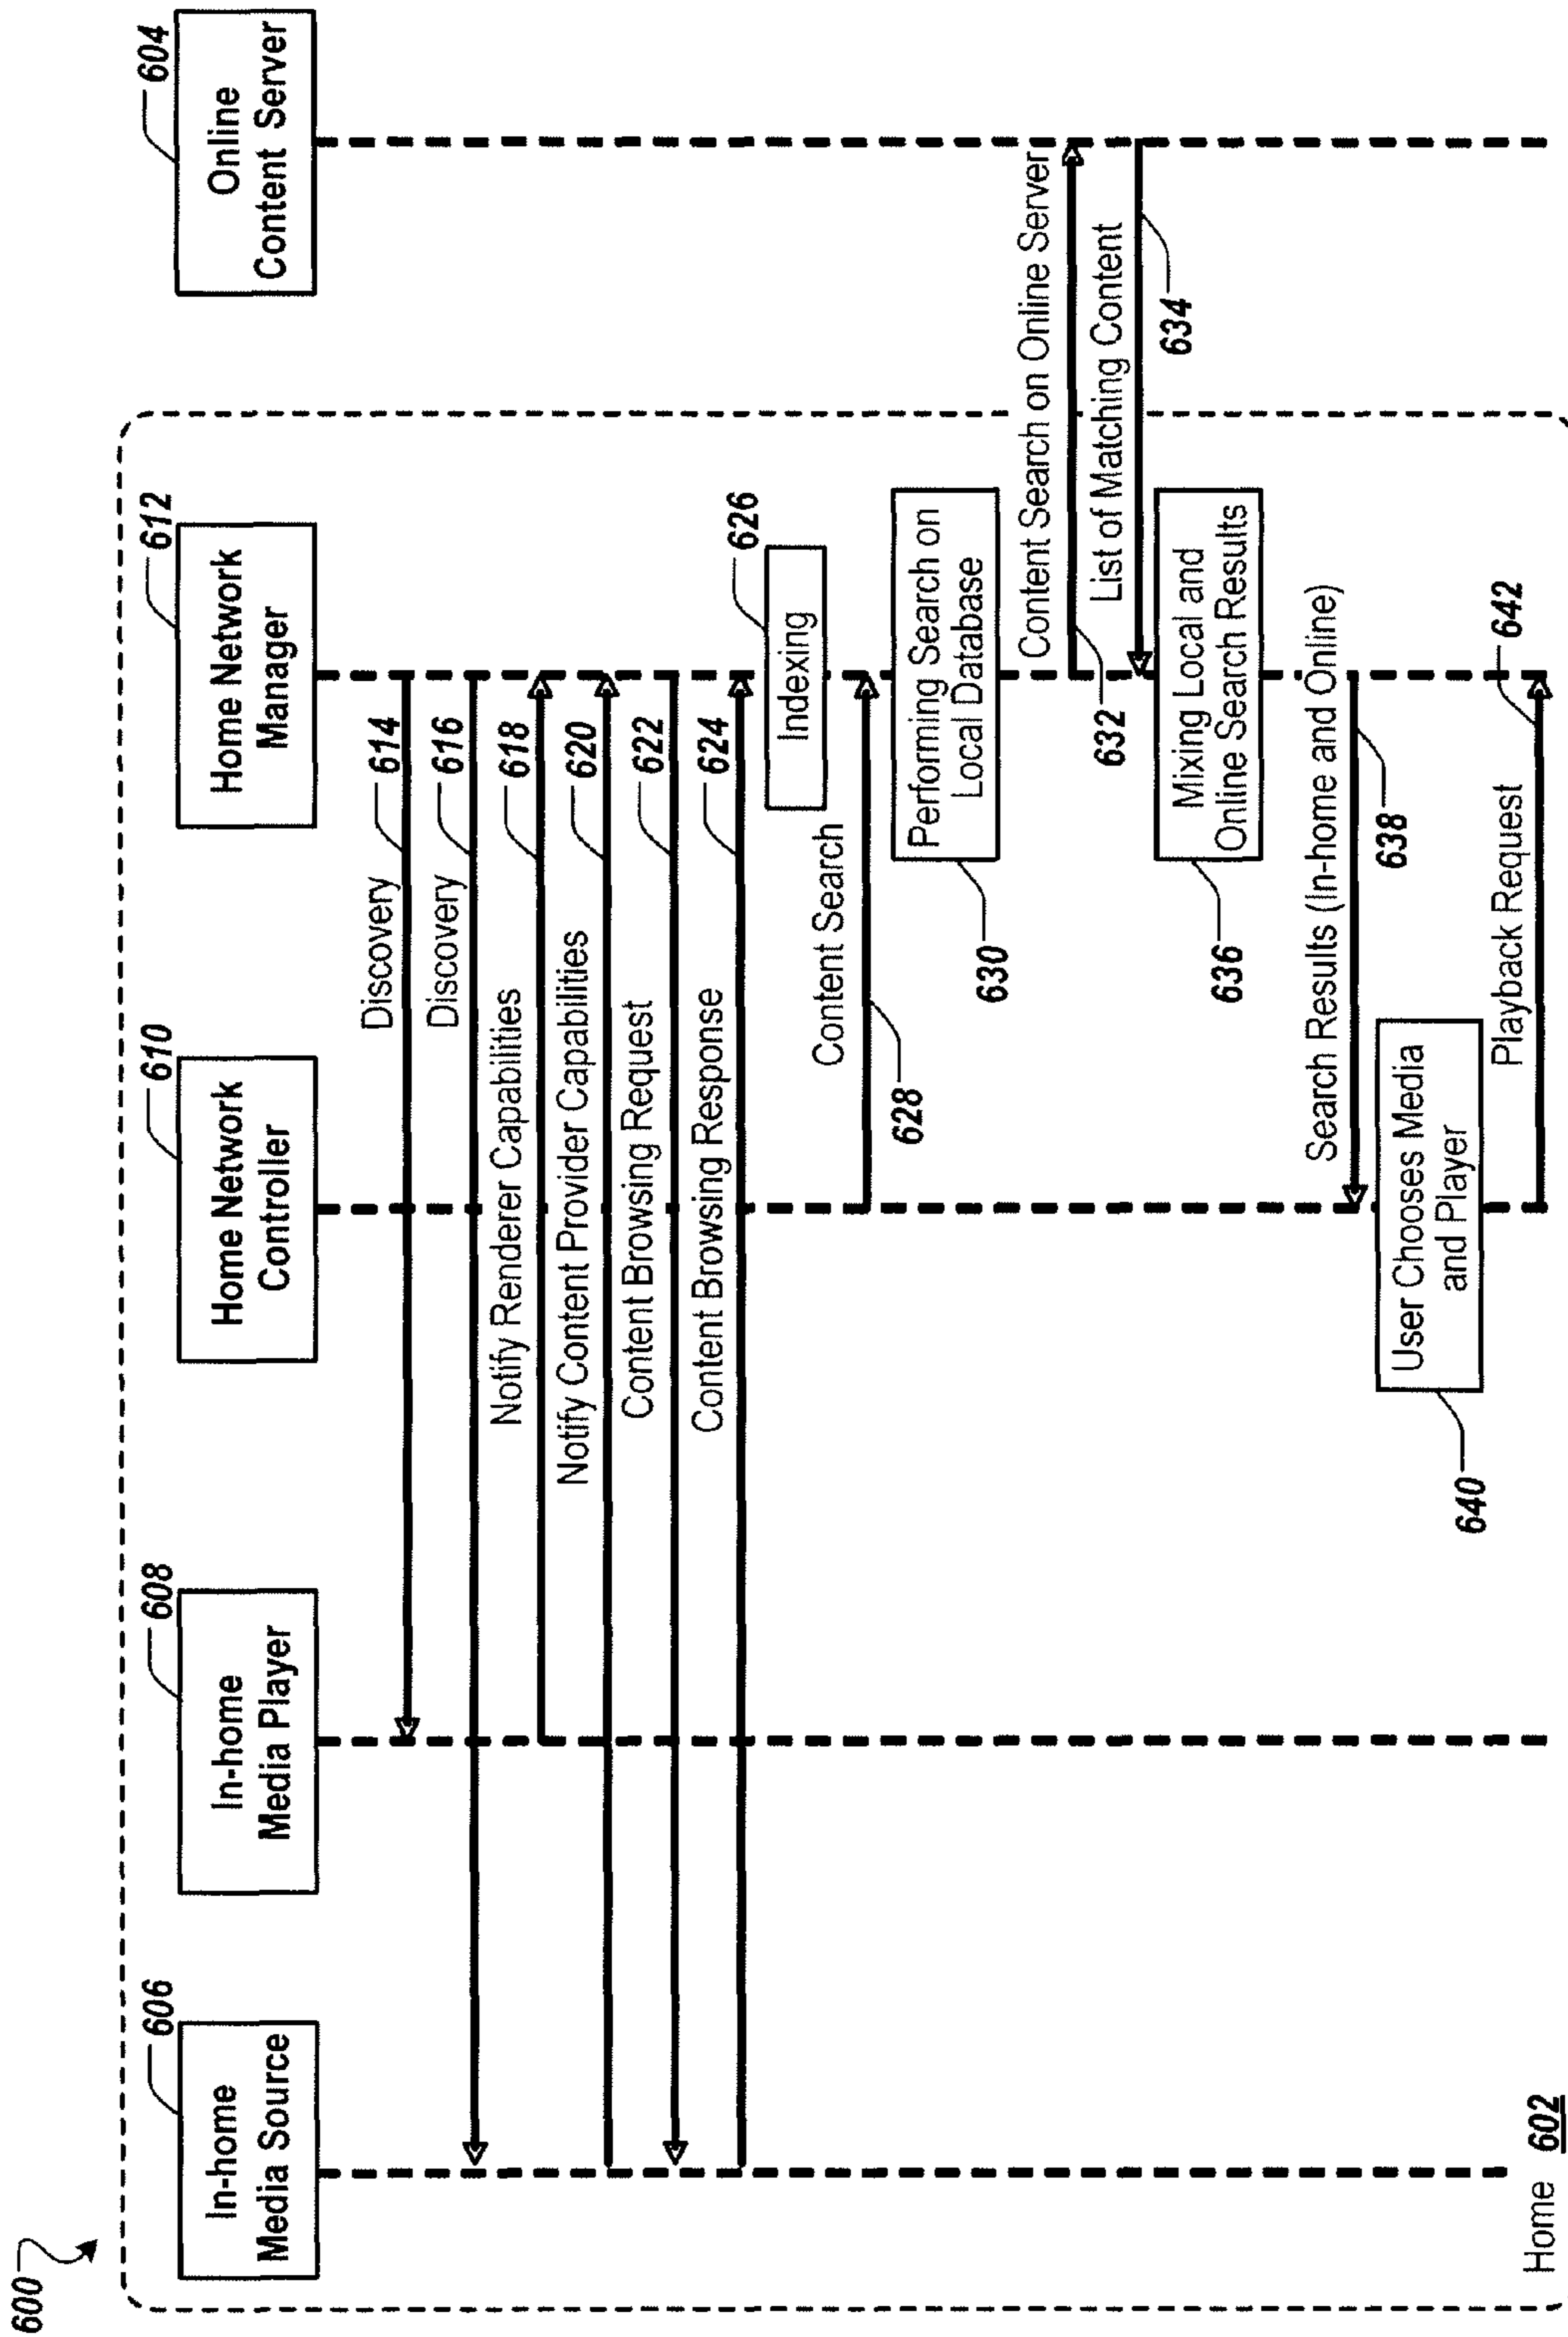 600
606
In-home
Media Source
608
In-home
Media Player
610
Home Network
Controller
612
Home Network
Manager
604
Online
Content Server
Discovery
614
Discovery
616
Notify Renderer Capabilities
618
Notify Content Provider Capabilities
620
Content Browsing Request
622
Content Browsing Response
624
626
Indexing
Content Search
628
Performing Search on
Local Database
630
Content Search on Online Server
632
List of Matching Content
634
Mixing Local and
Online Search Results
636
Search Results (In-home and Online)
638
User Chooses Media
and Player
640
Playback Request
642
Home 602